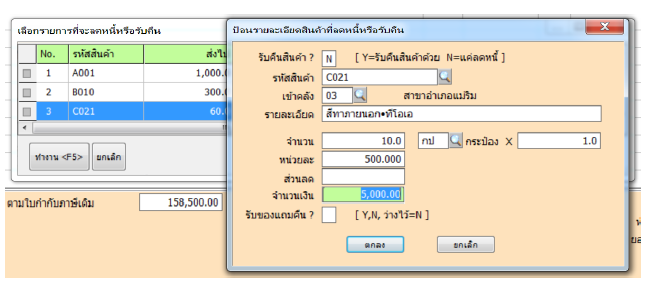 เลือกรายการที่จะลดหนี้หรือรับคืน
No. รหัสสินค้า
1 A001 1,000.0
2 B010 300.
3 C021 60.
ทำงาน <F5> ยกเลิก
ตามใบกำกับภาษีเดิม 158,500.00
ป้อนรายละเอียดสินค้าที่ลดหนี้หรือรับคืน
รับคืนสินค้า ? N [ Y=รับคืนสินค้าด้วย N=แค่ลดหนี้ ]
รหัสสินค้า C021
เข้าคลัง 03 สาขาอำเภอแม่ริม
รายละเอียด สีทาภายนอก•ทีโอเอ
จำนวน 10.0 กป กระป๋อง X 1.0
หน่วยละ 500.000
ส่วนลด
จำนวนเงิน 5,000.00
รับของแถมคืน ? [ Y,N, ว่างไว้=N ]
ตกลง ยกเลิก